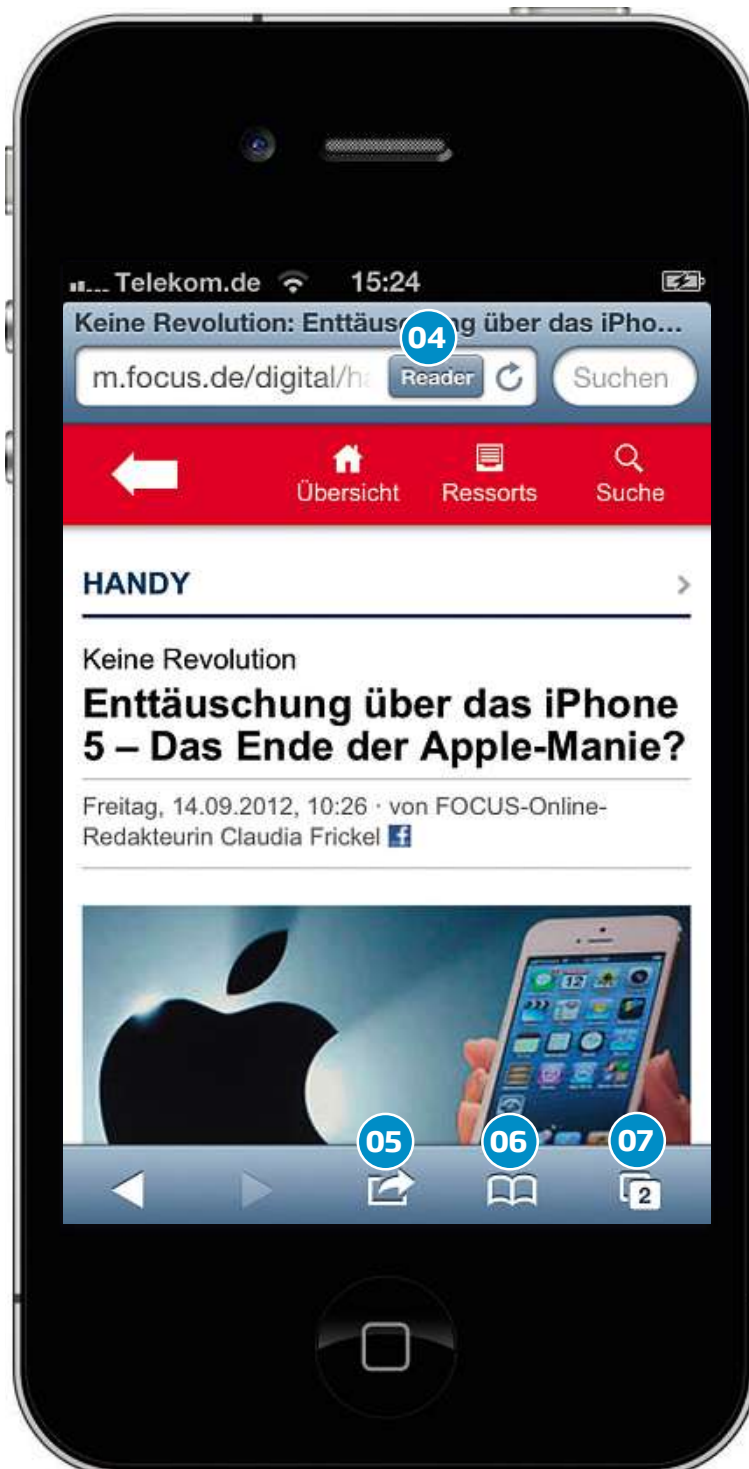 Telekom.de 15:24
Keine Revolution: Enttäus ng über das iPho...
04
m.focus.de/digital/h Reader Suchen
Übersicht Ressorts Suche
HANDY
Keine Revolution
Enttäuschung über das iPhone
5 – Das Ende der Apple-Manie?
Freitag, 14.09.2012, 10:26 · von FOCUS-Online-
Redakteurin Claudia Frickel
12
05 06 07
2